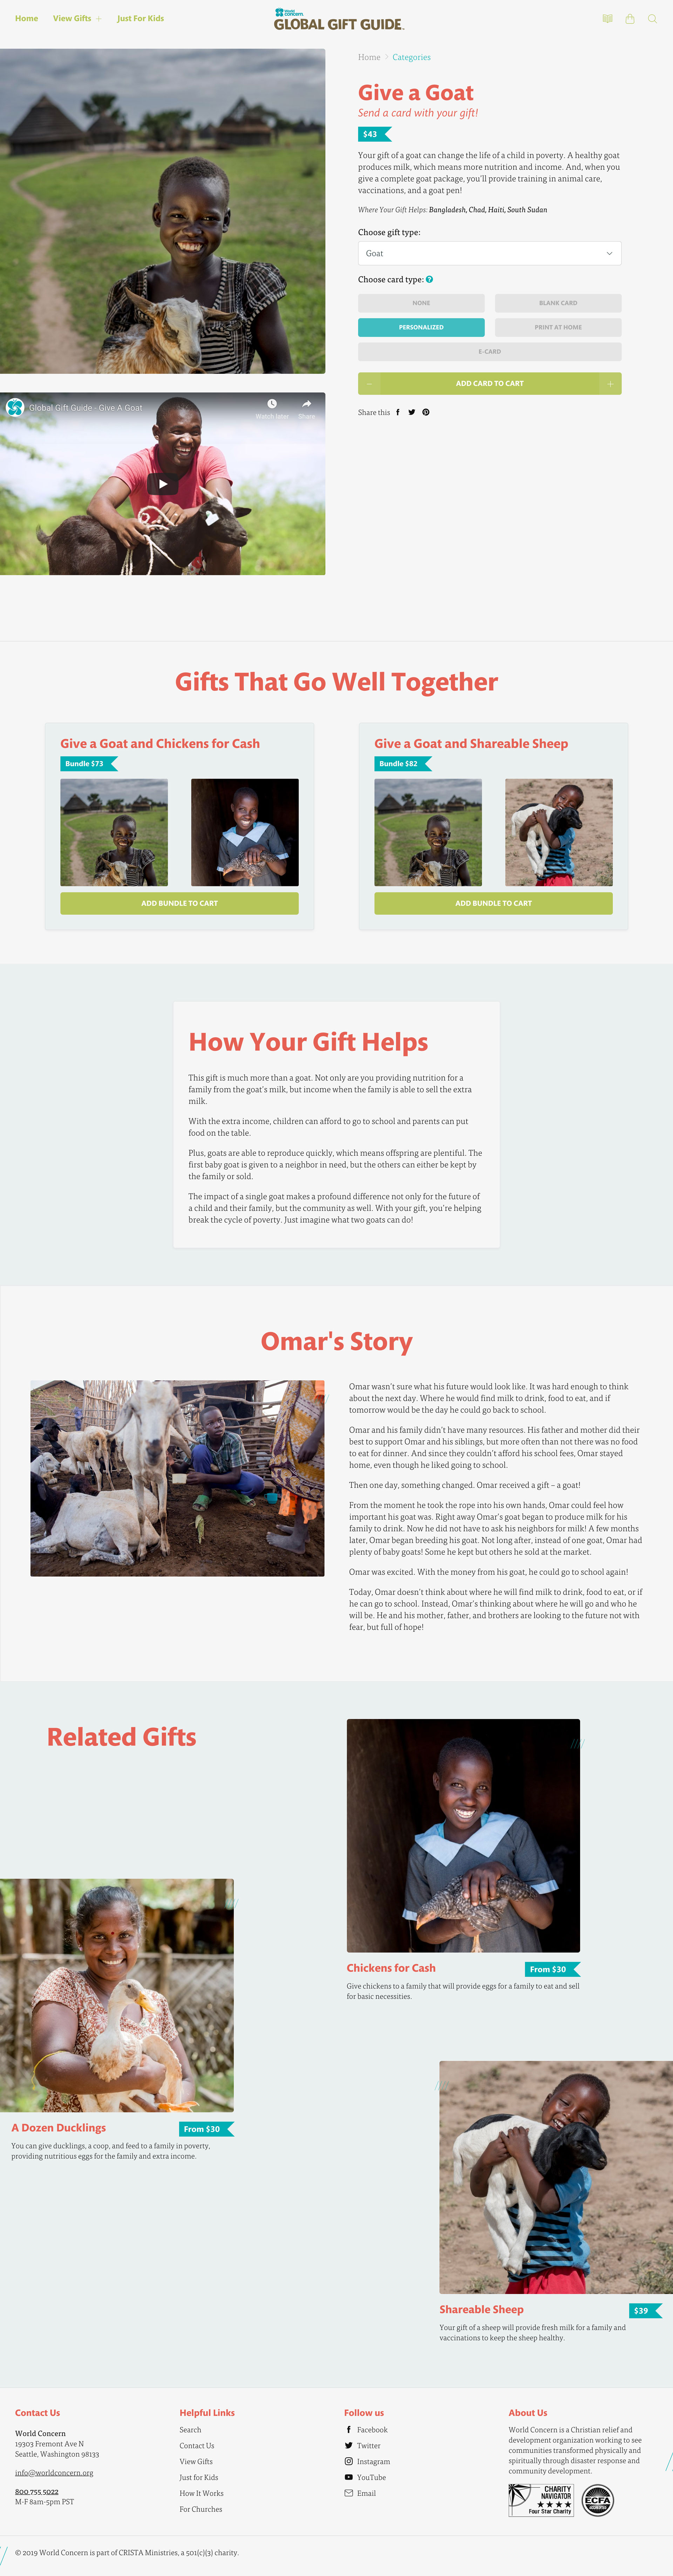 Home
View Gifts +
Just For Kids
World Concern
GLOBAL GIFT GUIDE.
Home
Categories
Give a Goat
Send a card with your gift!
$43
Your gift of a goat can change the life of a child in poverty. A healthy goat
produces milk, which means more nutrition and income. And, when you
give a complete goat package, you'll provide training in animal care,
vaccinations, and a goat pen!
Where Your Gift Helps: Bangladesh, Chad, Haiti, South Sudan
Choose gift type:
Goat
Choose card type: ?
NONE
BLANK CARD
PERSONALIZED
PRINT AT HOME
E-CARD
− ADD CARD TO CART +
Share this
Global Gift Guide - Give A Goat
Watch later
Share
Gifts That Go Well Together
Give a Goat and Chickens for Cash
Bundle $73
ADD BUNDLE TO CART
Give a Goat and Shareable Sheep
Bundle $82
ADD BUNDLE TO CART
How Your Gift Helps
This gift is much more than a goat. Not only are you providing nutrition for a
family from the goat's milk, but income when the family is able to sell the extra
milk.
With the extra income, children can afford to go to school and parents can put
food on the table.
Plus, goats are able to reproduce quickly, which means offspring are plentiful. The
first baby goat is given to a neighbor in need, but the others can either be kept by
the family or sold.
The impact of a single goat makes a profound difference not only for the future of
a child and their family, but the community as well. With your gift, you're helping
break the cycle of poverty. Just imagine what two goats can do!
Omar's Story
Omar wasn't sure what his future would look like. It was hard enough to think
about the next day. Where he would find milk to drink, food to eat, and if
tomorrow would be the day he could go back to school.
Omar and his family didn't have many resources. His father and mother did their
best to support Omar and his siblings, but more often than not there was no food
to eat for dinner. And since they couldn't afford his school fees, Omar stayed
home, even though he liked going to school.
Then one day, something changed. Omar received a gift – a goat!
From the moment he took the rope into his own hands, Omar could feel how
important his goat was. Right away Omar's goat began to produce milk for his
family to drink. Now he did not have to ask his neighbors for milk! A few months
later, Omar began breeding his goat. Not long after, instead of one goat, Omar had
plenty of baby goats! Some he kept but others he sold at the market.
Omar was excited. With the money from his goat, he could go to school again!
Today, Omar doesn't think about where he will find milk to drink, food to eat, or if
he can go to school. Instead, Omar's thinking about where he will go and who he
will be. He and his mother, father, and brothers are looking to the future not with
fear, but full of hope!
Related Gifts
Chickens for Cash
From $30
Give chickens to a family that will provide eggs for a family to eat and sell
for basic necessities.
A Dozen Ducklings
From $30
You can give ducklings, a coop, and feed to a family in poverty,
providing nutritious eggs for the family and extra income.
Shareable Sheep
$39
Your gift of a sheep will provide fresh milk for a family and
vaccinations to keep the sheep healthy.
Contact Us
World Concern
19303 Fremont Ave N
Seattle, Washington 98133
info@worldconcern.org
800.755.5022
M-F 8am-5pm PST
Helpful Links
Search
Contact Us
View Gifts
Just for Kids
How It Works
For Churches
Follow us
Facebook
Twitter
Instagram
YouTube
Email
About Us
World Concern is a Christian relief and
development organization working to see
communities transformed physically and
spiritually through disaster response and
community development.
CHARITY
NAVIGATOR
★★★★
Four Star Charity
ECFA
© 2019 World Concern is part of CRISTA Ministries, a 501(c)(3) charity.